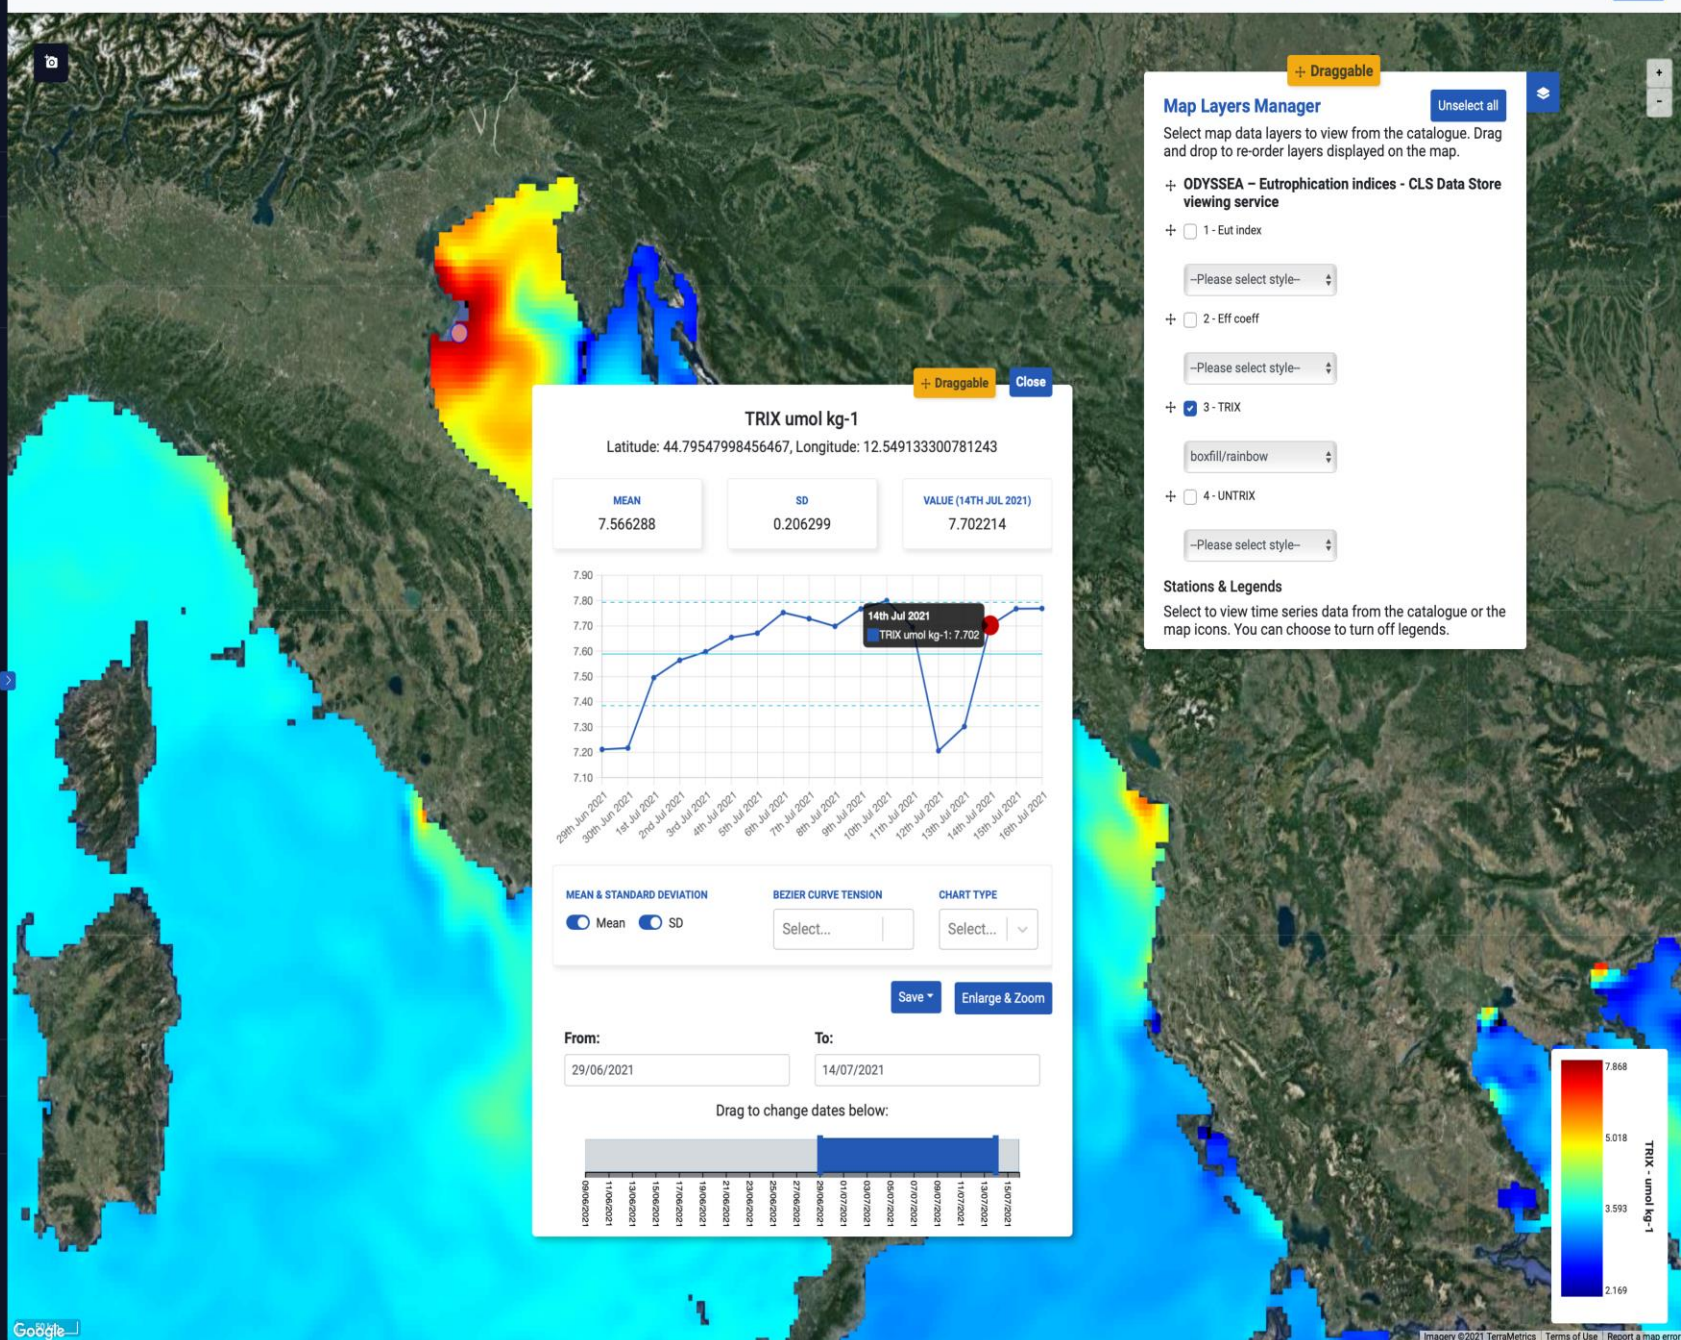 Draggable
Map Layers Manager
Unselect all
Select map data layers to view from the catalogue. Drag
and drop to re-order layers displayed on the map.
ODYSSEA – Eutrophication indices - CLS Data Store
viewing service
1 - Eut index
--Please select style--
2 - Eff coeff
--Please select style--
3 - TRIX
boxfill/rainbow
4 - UNTRIX
--Please select style--
Stations & Legends
Select to view time series data from the catalogue or the
map icons. You can choose to turn off legends.
+
-
Draggable
Close
TRIX umol kg-1
Latitude: 44.79547998456467, Longitude: 12.549133300781243
MEAN
7.566288
SD
0.206299
VALUE (14TH JUL 2021)
7.702214
7.90
7.80
7.70
7.60
7.50
7.40
7.30
7.20
7.10
14th Jul 2021
TRIX umol kg-1: 7.702
29th Jun 2021
30th Jun 2021
1st Jul 2021
2nd Jul 2021
3rd Jul 2021
4th Jul 2021
5th Jul 2021
6th Jul 2021
7th Jul 2021
8th Jul 2021
9th Jul 2021
10th Jul 2021
11th Jul 2021
12th Jul 2021
13th Jul 2021
14th Jul 2021
15th Jul 2021
16th Jul 2021
MEAN & STANDARD DEVIATION
Mean
SD
BEZIER CURVE TENSION
Select...
CHART TYPE
Select...
Save
Enlarge & Zoom
From:
29/06/2021
To:
14/07/2021
Drag to change dates below:
09/06/2021
11/06/2021
13/06/2021
15/06/2021
17/06/2021
19/06/2021
21/06/2021
23/06/2021
25/06/2021
27/06/2021
29/06/2021
01/07/2021
03/07/2021
05/07/2021
07/07/2021
09/07/2021
11/07/2021
13/07/2021
15/07/2021
7.868
5.018
3.593
2.169
TRIX - umol kg-1
Google
Imagery ©2021 TerraMetrics
Terms of Use
Report a map error